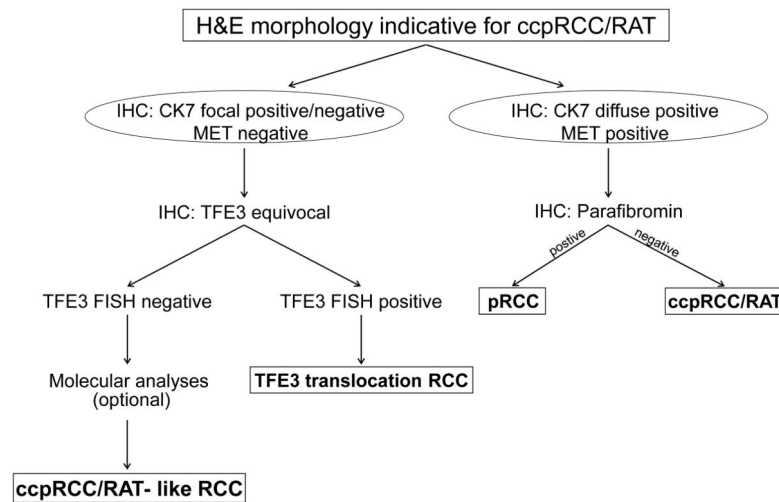 H&E morphology indicative for ccpRCC/RAT
IHC: CK7 focal positive/negative
MET negative
IHC: CK7 diffuse positive
MET positive
IHC: TFE3 equivocal
IHC: Parafibromin
postive
negative
TFE3 FISH negative
TFE3 FISH positive
pRCC
ccpRCC/RAT
Molecular analyses
(optional)
TFE3 translocation RCC
ccpRCC/RAT- like RCC